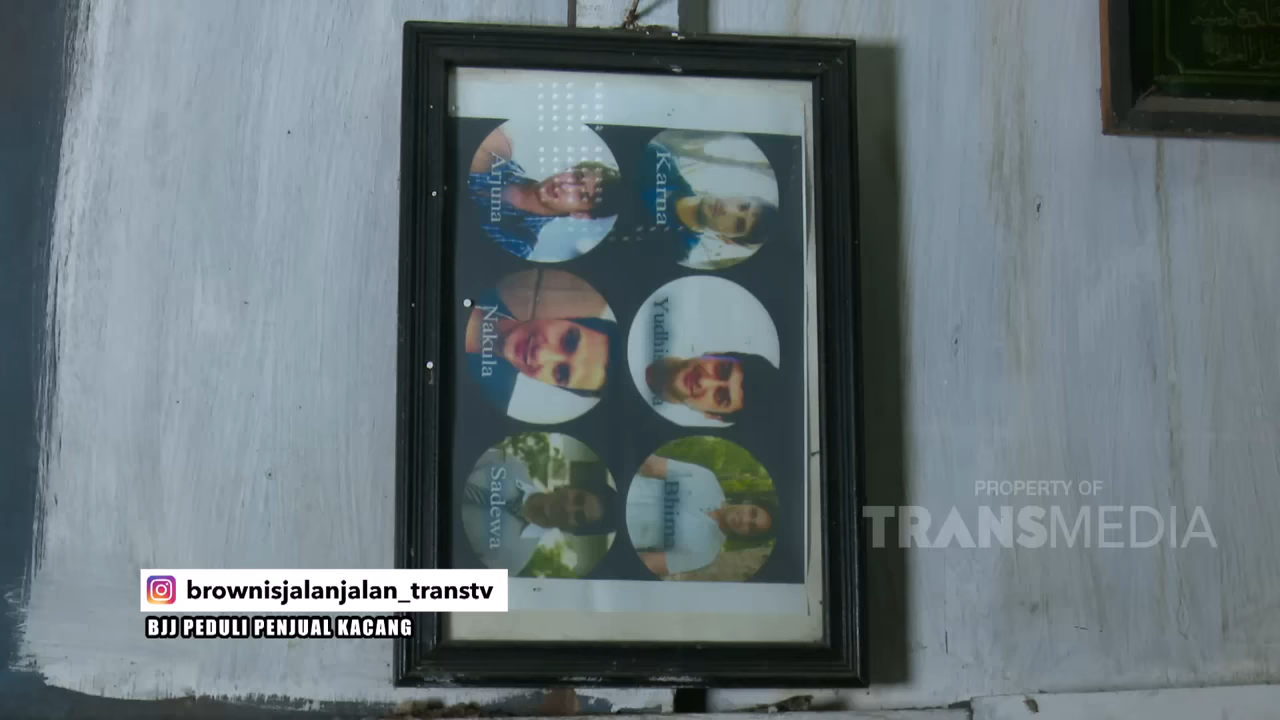 Karna
Arjuna
Nakula
Sadewa
Bhima
PROPERTY OF
TRANSMEDIA
brownisjalanjalan_transtv
BJJ PEDULI PENJUAL KACANG